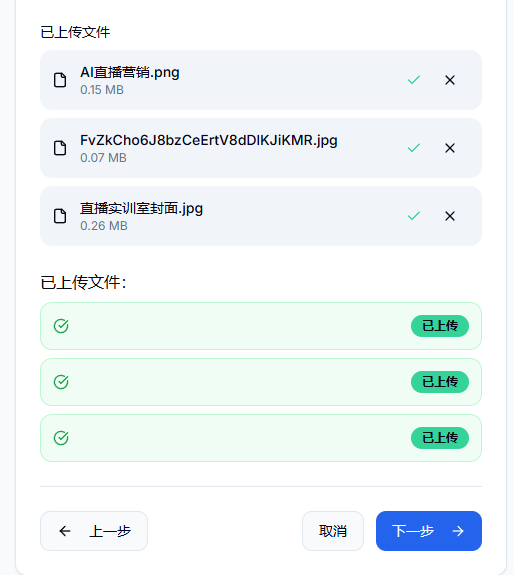 已上传文件
AI直播营销.png
0.15 MB
FvZkCho6J8bzCeErtV8dDlKJiKMR.jpg
0.07 MB
直播实训室封面.jpg
0.26 MB
已上传文件：
已上传
已上传
已上传
上一步
取消
下一步